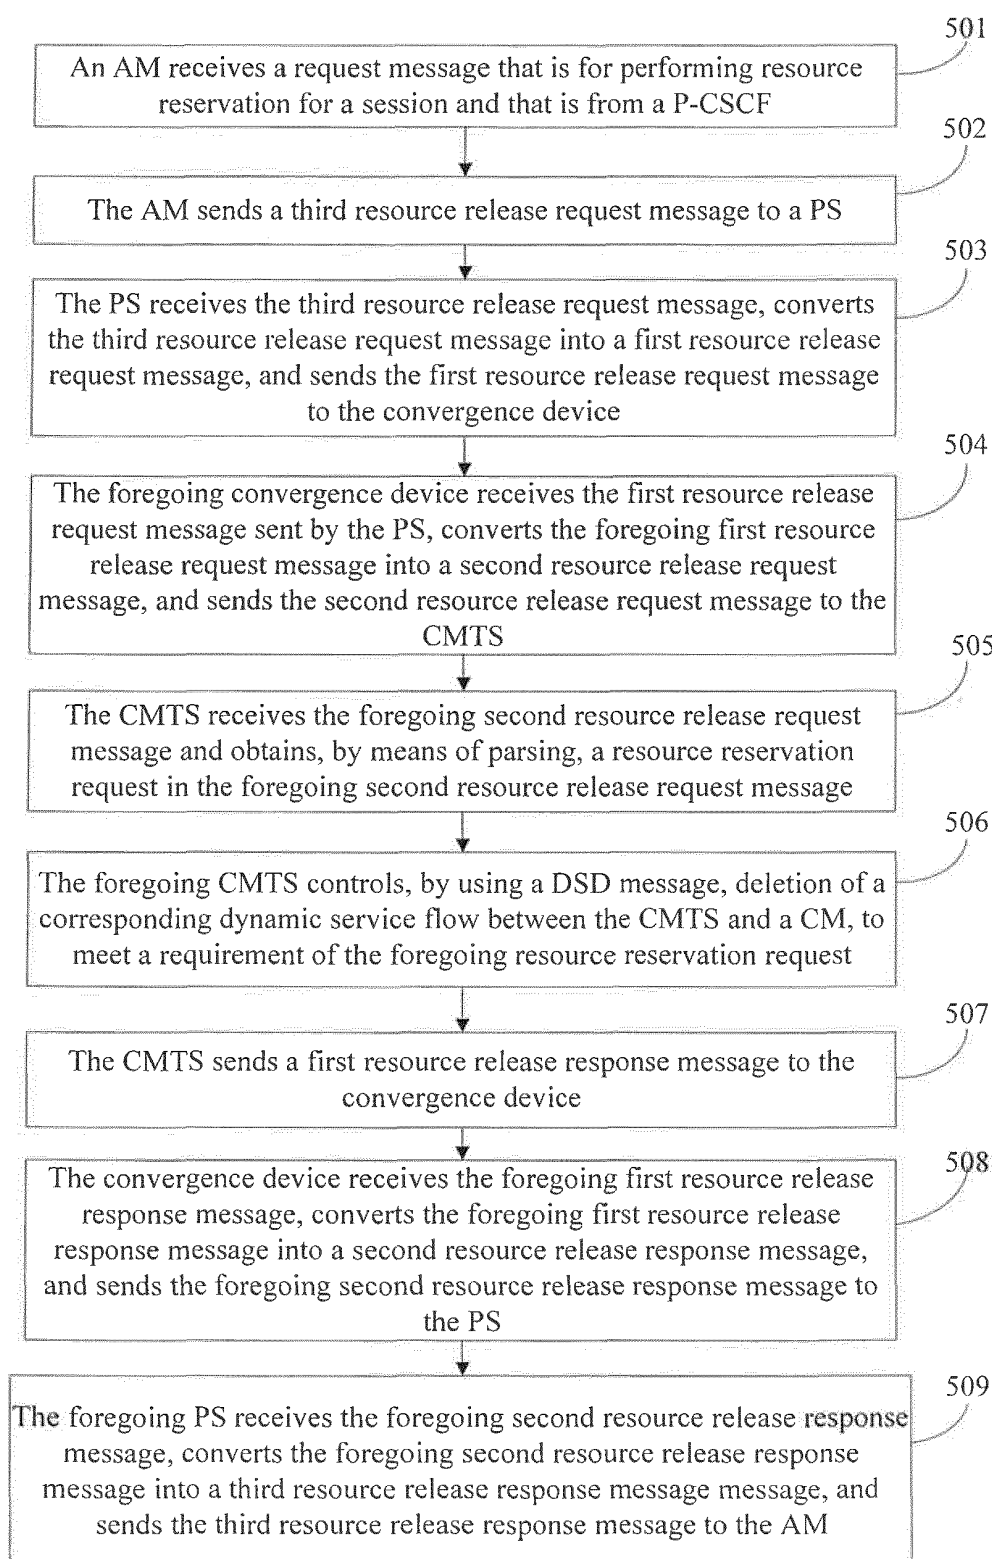 501
An AM receives a request message that is for performing resource
reservation for a session and that is from a P-CSCF
502
The AM sends a third resource release request message to a PS
503
The PS receives the third resource release request message, converts
the third resource release request message into a first resource release
request message, and sends the first resource release request message
to the convergence device
504
The foregoing convergence device receives the first resource release
request message sent by the PS, converts the foregoing first resource
release request message into a second resource release request
message, and sends the second resource release request message to the
CMTS
505
The CMTS receives the foregoing second resource release request
message and obtains, by means of parsing, a resource reservation
request in the foregoing second resource release request message
506
The foregoing CMTS controls, by using a DSD message, deletion of a
corresponding dynamic service flow between the CMTS and a CM, to
meet a requirement of the foregoing resource reservation request
507
The CMTS sends a first resource release response message to the
convergence device
508
The convergence device receives the foregoing first resource release
response message, converts the foregoing first resource release
response message into a second resource release response message,
and sends the foregoing second resource release response message to
the PS
509
The foregoing PS receives the foregoing second resource release response
message, converts the foregoing second resource release response
message into a third resource release response message message, and
sends the third resource release response message to the AM